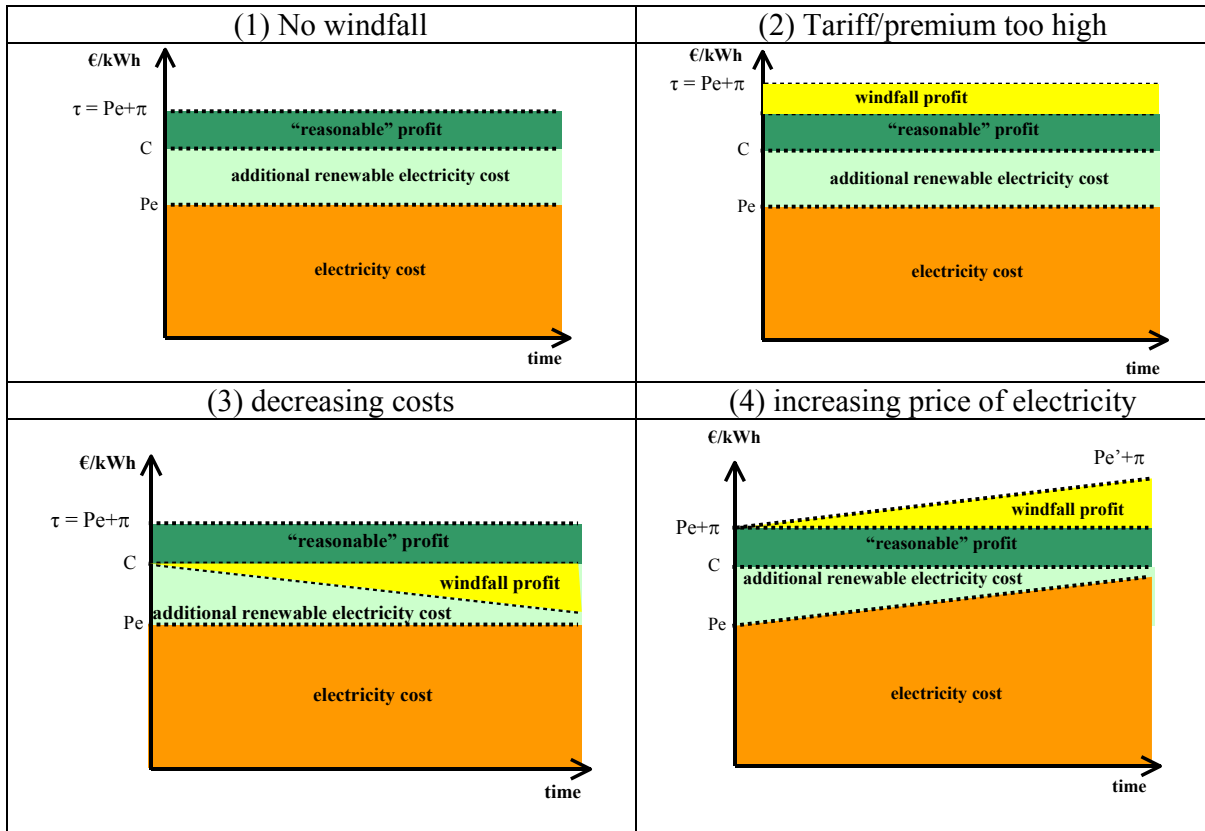 (1) No windfall
€/kWh
τ = Pe+π
“reasonable” profit
C
additional renewable electricity cost
Pe
electricity cost
time
(2) Tariff/premium too high
€/kWh
τ = Pe+π
windfall profit
“reasonable” profit
C
additional renewable electricity cost
Pe
electricity cost
time
(3) decreasing costs
€/kWh
τ = Pe+π
“reasonable” profit
C
windfall profit
additional renewable electricity cost
Pe
electricity cost
time
(4) increasing price of electricity
€/kWh
Pe’+π
windfall profit
Pe+π
“reasonable” profit
C
additional renewable electricity cost
Pe
electricity cost
time